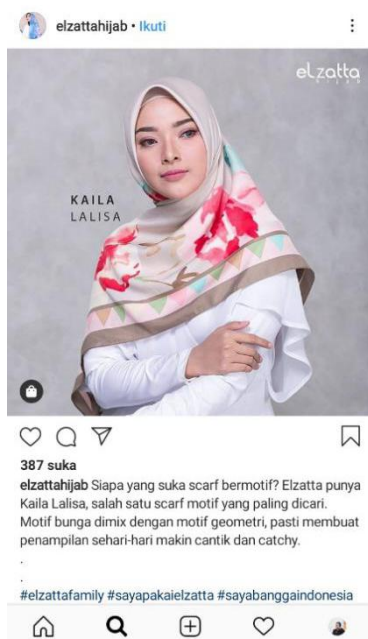 elzattahijab • Ikuti
elzatta
HIJAB
KAILA
LALISA
387 suka
elzattahijab Siapa yang suka scarf bermotif? Elzatta punya
Kaila Lalisa, salah satu scarf motif yang paling dicari.
Motif bunga dimix dengan motif geometri, pasti membuat
penampilan sehari-hari makin cantik dan catchy.
.
.
#elzattafamily #sayapakaielzatta #sayabanggaindonesia